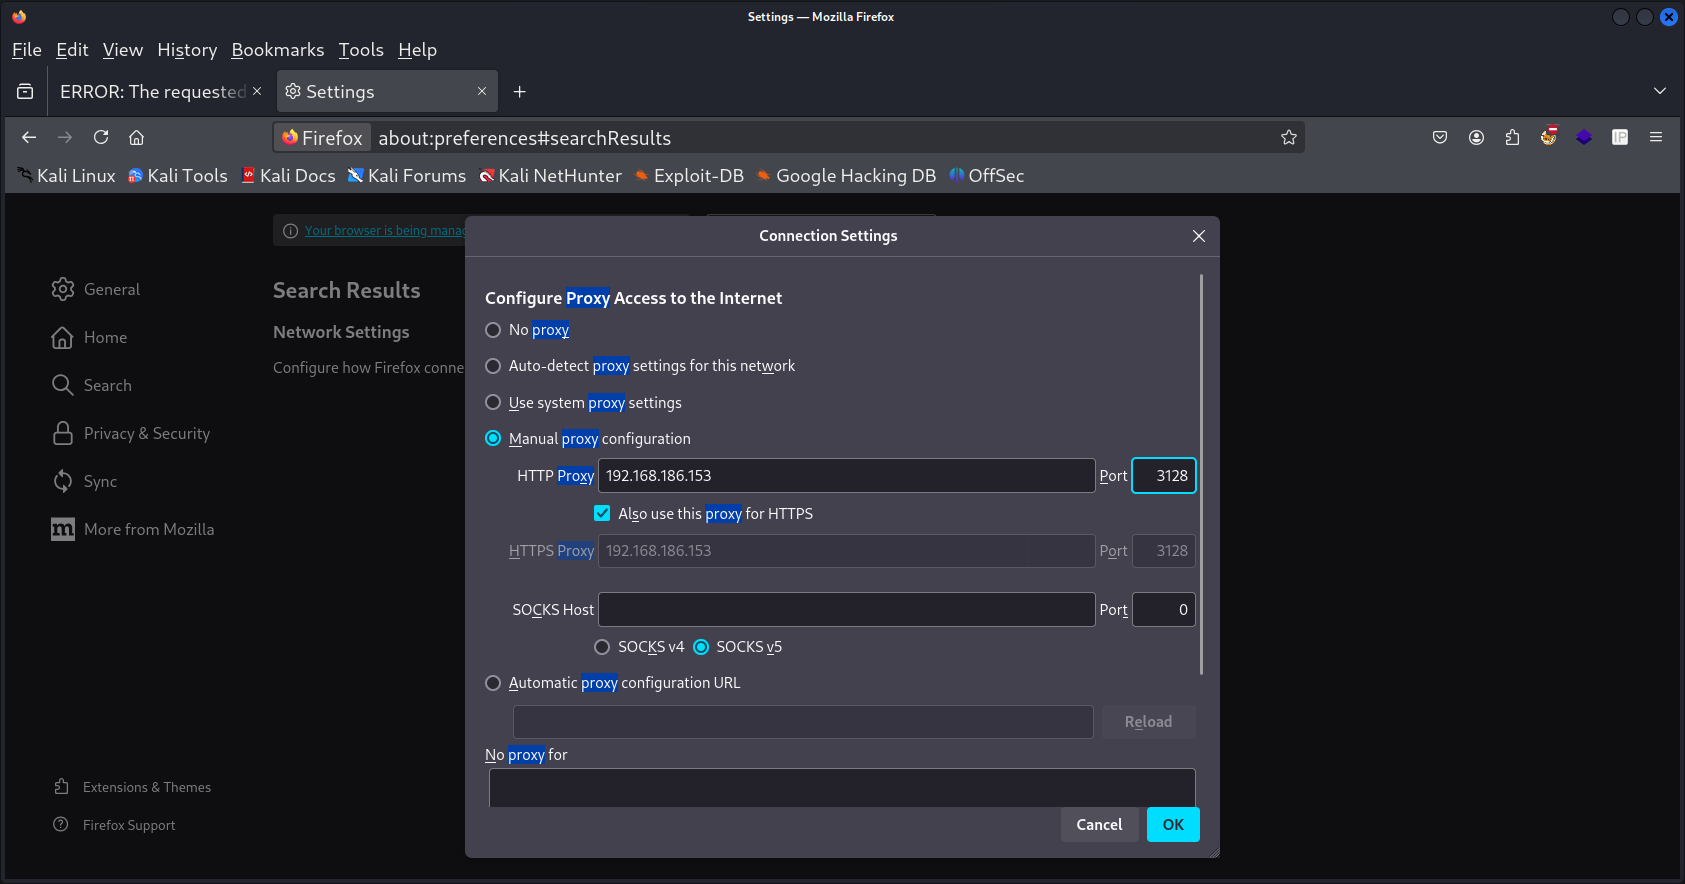 Settings — Mozilla Firefox
File Edit View History Bookmarks Tools Help
ERROR: The requested
Settings
Firefox about:preferences#searchResults
Kali Linux Kali Tools Kali Docs Kali Forums Kali NetHunter Exploit-DB Google Hacking DB OffSec
Your browser is being manag
General
Home
Search
Privacy & Security
Sync
m More from Mozilla
Extensions & Themes
Firefox Support
Search Results
Network Settings
Configure how Firefox conne
Connection Settings
Configure Proxy Access to the Internet
No proxy
Auto-detect proxy settings for this network
Use system proxy settings
Manual proxy configuration
HTTP Proxy 192.168.186.153 Port 3128
Also use this proxy for HTTPS
HTTPS Proxy 192.168.186.153 Port 3128
SOCKS Host Port 0
SOCKS v4 SOCKS v5
Automatic proxy configuration URL
Reload
No proxy for
Cancel OK